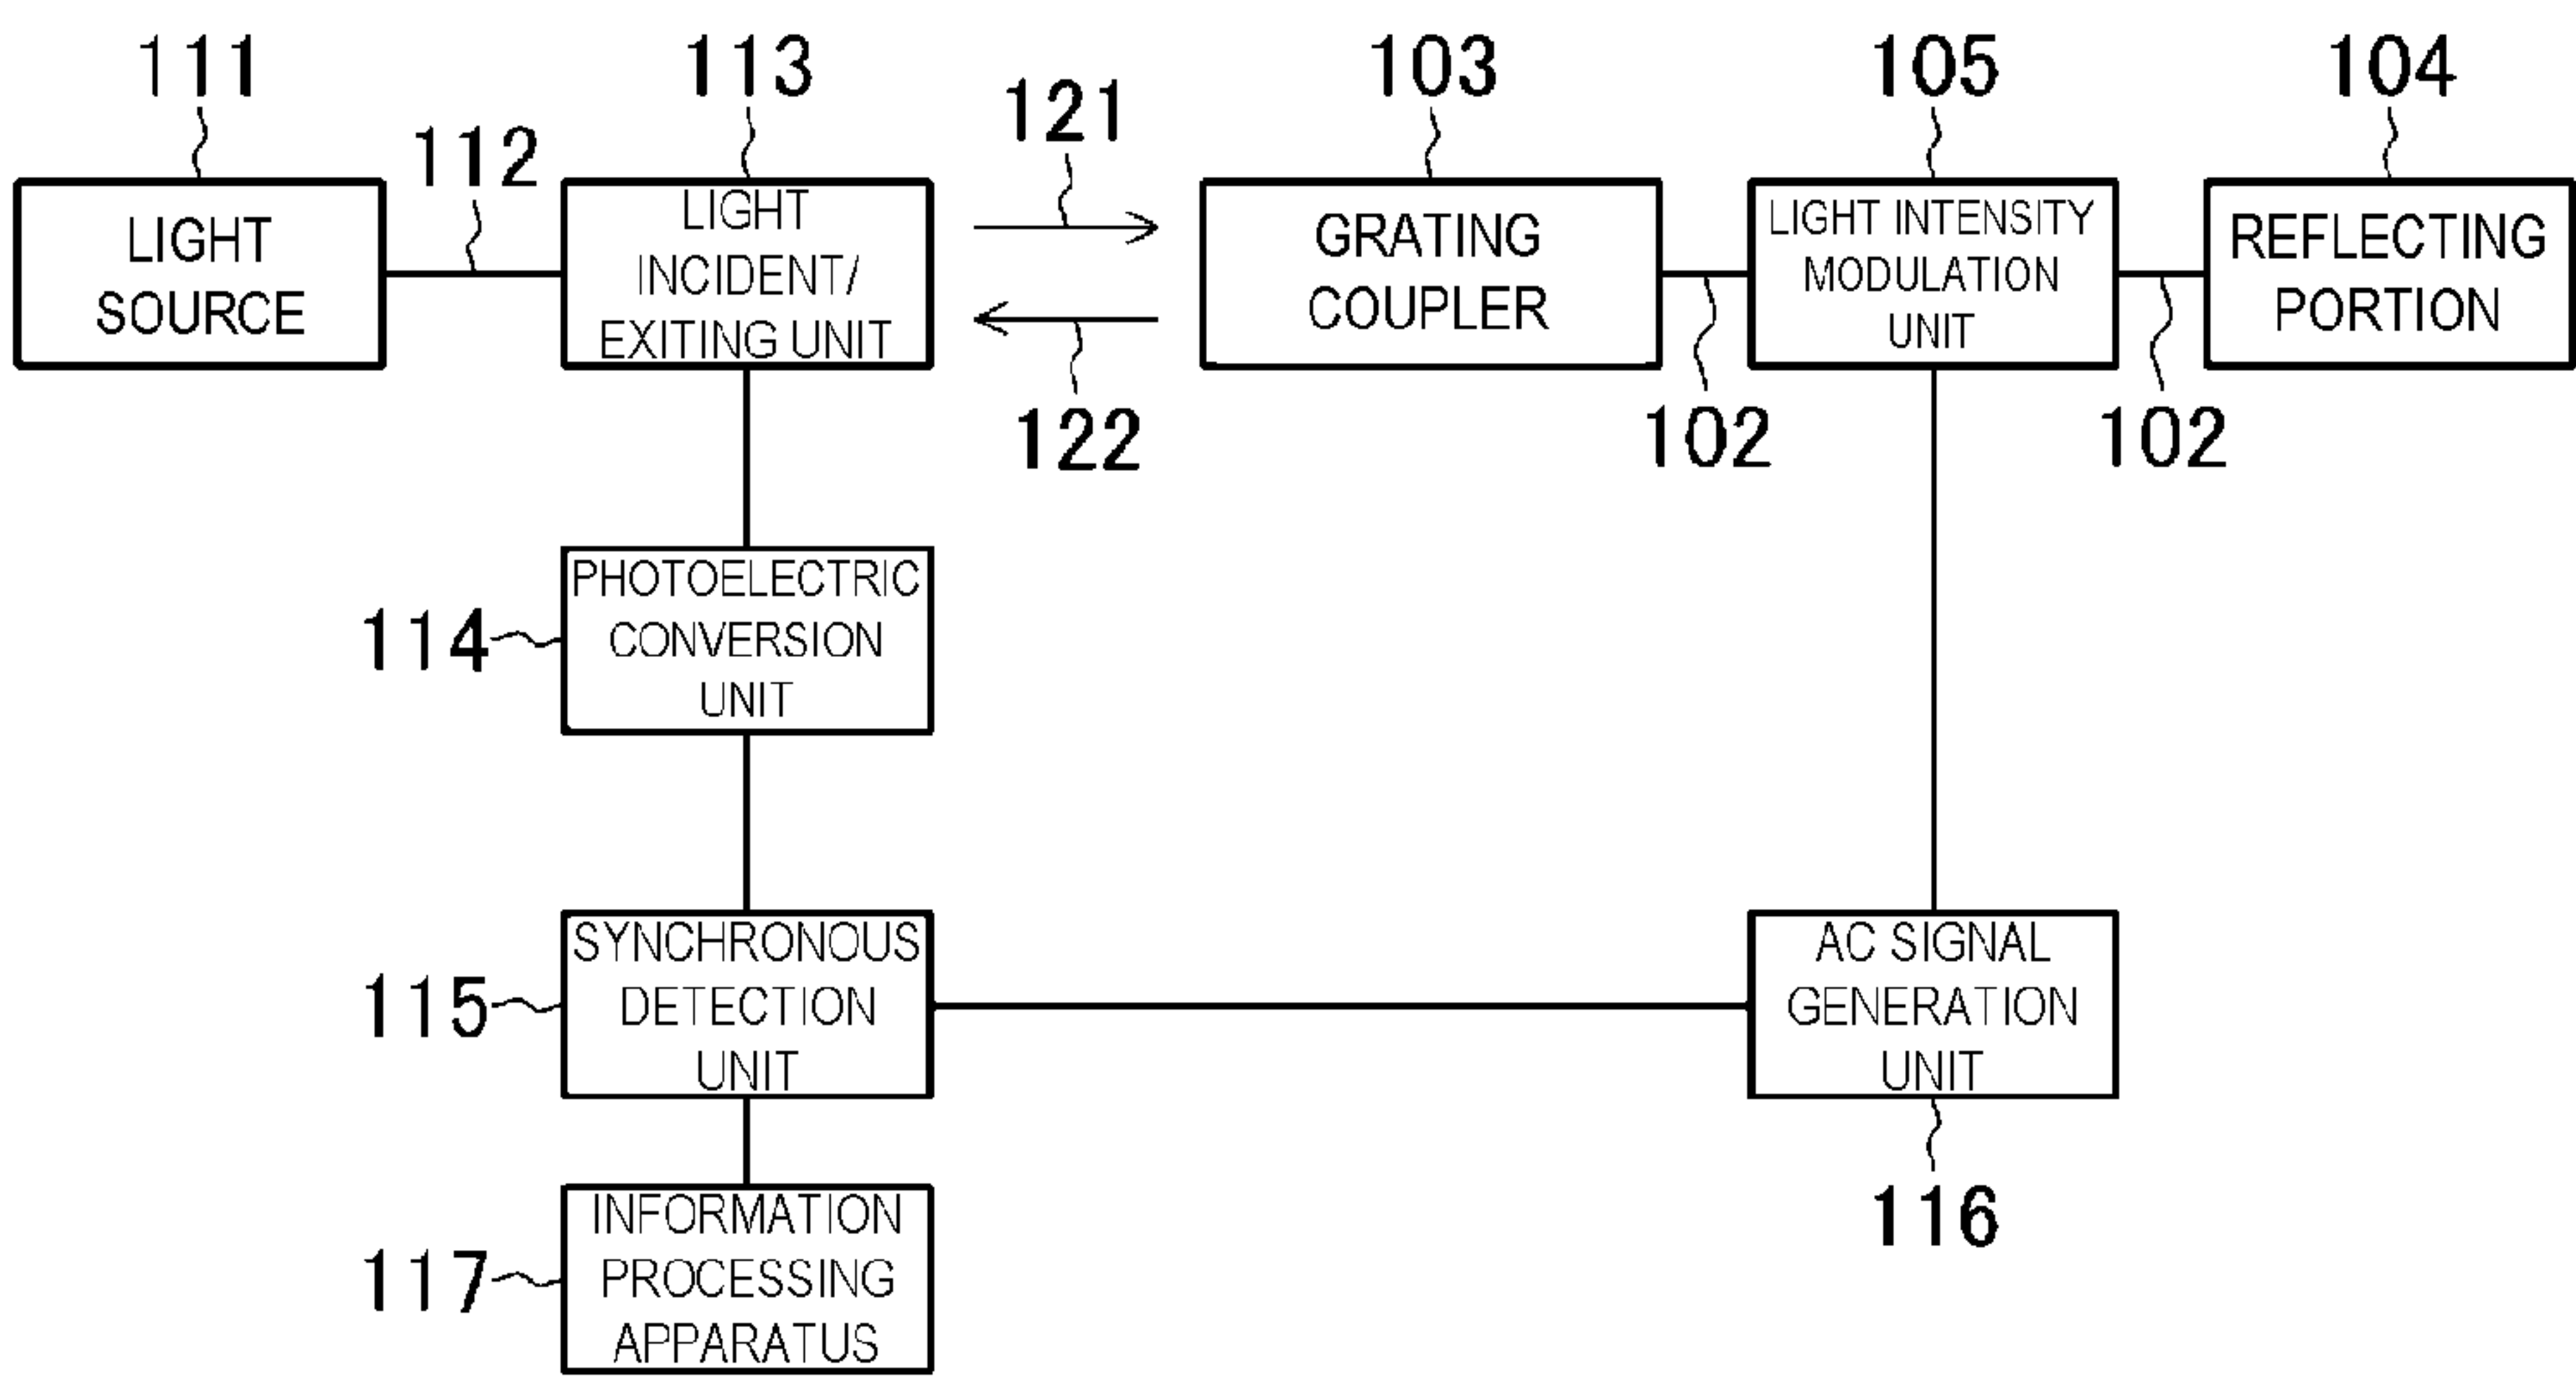 111
113
121
103
105
104
112
LIGHT
SOURCE
LIGHT
INCIDENT/
EXITING UNIT
GRATING
COUPLER
LIGHT INTENSITY
MODULATION
UNIT
REFLECTING
PORTION
122
102
102
114
PHOTOELECTRIC
CONVERSION
UNIT
115
SYNCHRONOUS
DETECTION
UNIT
AC SIGNAL
GENERATION
UNIT
116
117
INFORMATION
PROCESSING
APPARATUS